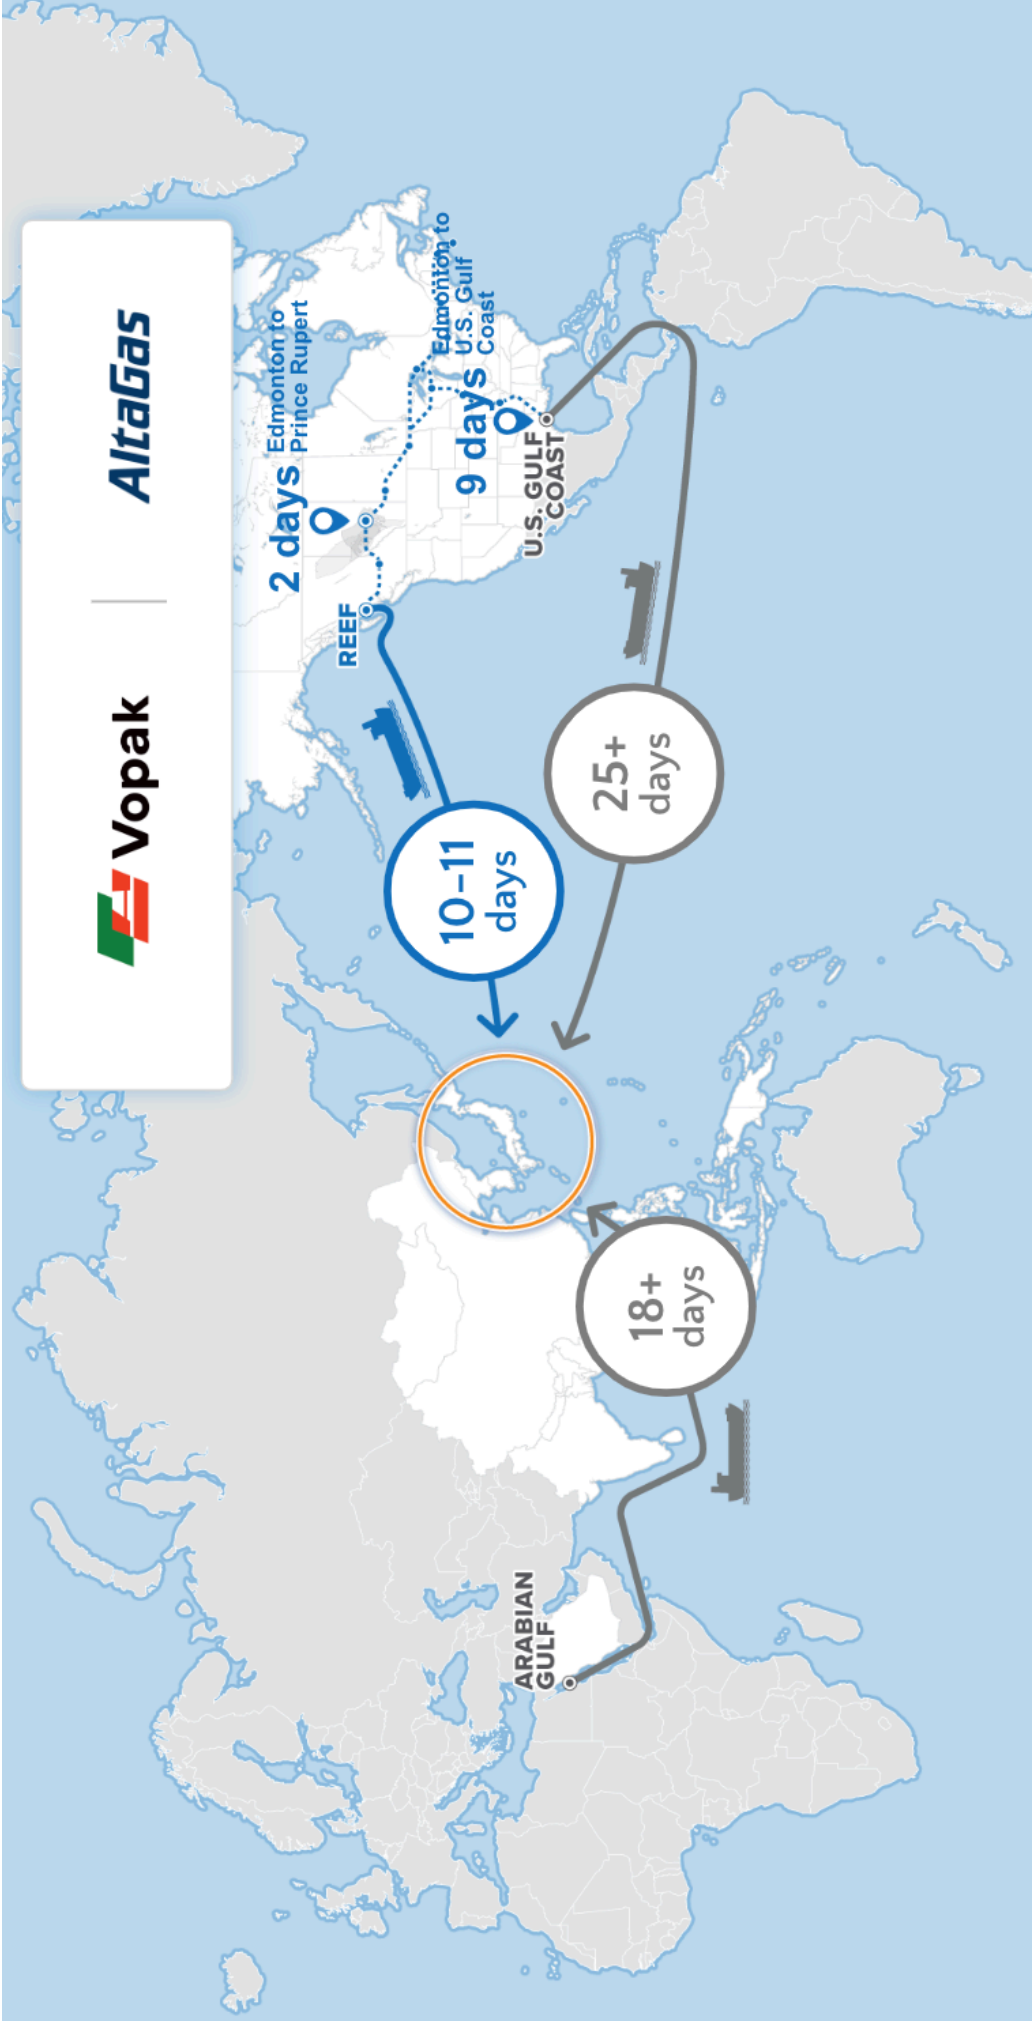 Vopak
AltaGas
2 days
Edmonton to
Prince Rupert
REEF
9 days
Edmonton to
U.S. Gulf
Coast
U.S. GULF
COAST
10–11
days
25+
days
18+
days
ARABIAN
GULF